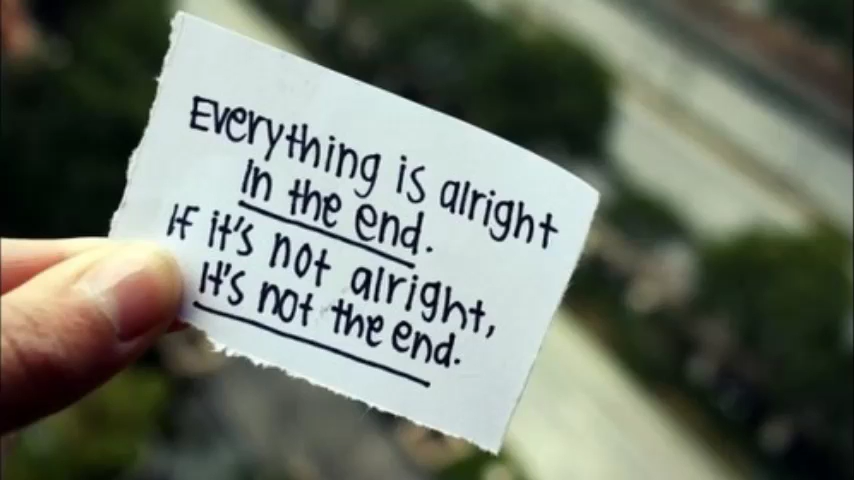 Everything is alright
In the end.
If it's not alright,
It's not the end.